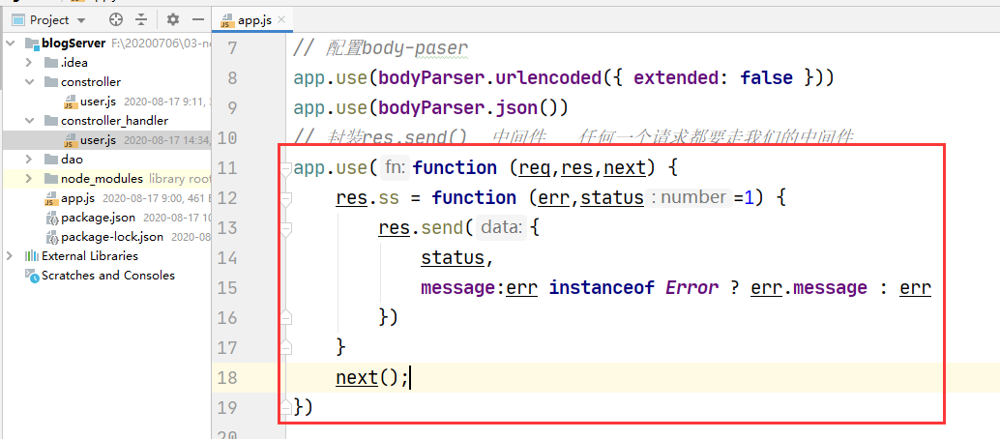 Project
blogServer F:\20200706\03-n
.idea
constroller
user.js 2020-08-17 9:11,
constroller_handler
user.js 2020-08-17 14:34,
dao
node_modules library root
app.js 2020-08-17 9:00, 461 B
package.json 2020-08-17 10
package-lock.json 2020-08
External Libraries
Scratches and Consoles
app.js
7 // 配置body-paser
8 app.use(bodyParser.urlencoded({ extended: false }))
9 app.use(bodyParser.json())
10 // 封装res.send() 中间件 任何一个请求都要走我们的中间件
11 app.use( fn: function (req,res,next) {
12 res.ss = function (err,status : number =1) {
13 res.send( data: {
14 status,
15 message:err instanceof Error ? err.message : err
16 })
17 }
18 next();
19 })
20